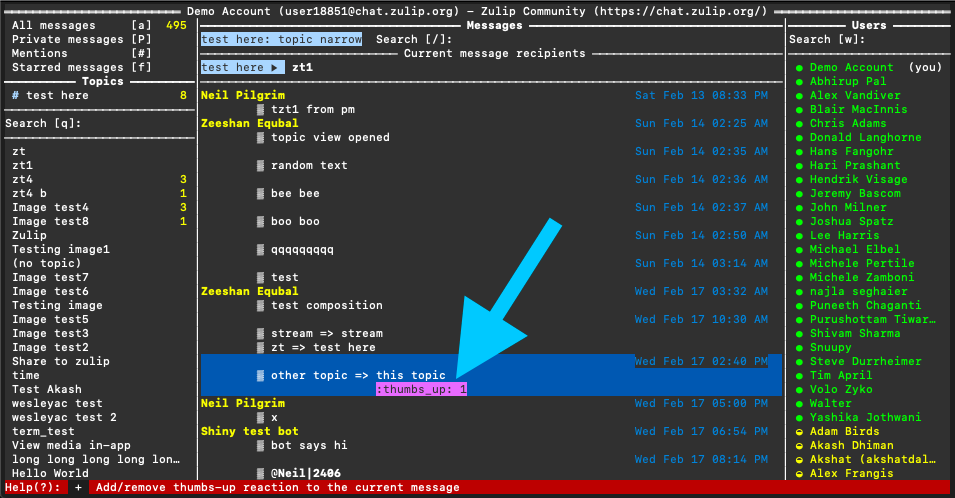 Demo Account (user18851@chat.zulip.org) – Zulip Community (https://chat.zulip.org/)
All messages [a] 495
Private messages [P]
Mentions [#]
Starred messages [f]
Topics
# test here 8
Search [q]:
zt
zt1
zt4 3
zt4 b 1
Image test4 3
Image test8 1
Zulip
Testing image1
(no topic)
Image test7
Image test6
Testing image
Image test5
Image test3
Image test2
Share to zulip
time
Test Akash
wesleyac test
wesleyac test 2
term_test
View media in-app
long long long long lon…
Hello World
Messages
test here: topic narrow Search [/]:
Current message recipients
test here ▶ zt1
Neil Pilgrim Sat Feb 13 08:33 PM
tzt1 from pm
Zeeshan Equbal Sun Feb 14 02:25 AM
topic view opened
Sun Feb 14 02:35 AM
random text
Sun Feb 14 02:36 AM
bee bee
Sun Feb 14 02:37 AM
boo boo
Sun Feb 14 02:50 AM
qqqqqqqqq
Sun Feb 14 03:14 AM
test
Zeeshan Equbal Wed Feb 17 03:32 AM
test composition
Wed Feb 17 10:30 AM
stream => stream
zt => test here
Wed Feb 17 02:40 PM
other topic => this topic
:thumbs_up: 1
Neil Pilgrim Wed Feb 17 05:00 PM
x
Shiny test bot Wed Feb 17 06:54 PM
bot says hi
Wed Feb 17 08:14 PM
@Neil|2406
Users
Search [w]:
Demo Account (you)
Abhirup Pal
Alex Vandiver
Blair MacInnis
Chris Adams
Donald Langhorne
Hans Fangohr
Hari Prashant
Hendrik Visage
Jeremy Bascom
John Milner
Joshua Spatz
Lee Harris
Michael Elbel
Michele Pertile
Michele Zamboni
najla seghaier
Puneeth Chaganti
Purushottam Tiwar…
Shivam Sharma
Snuupy
Steve Durrheimer
Tim April
Volo Zyko
Walter
Yashika Jothwani
Adam Birds
Akash Dhiman
Akshat (akshatdal…
Alex Frangis
Help(?): + Add/remove thumbs-up reaction to the current message